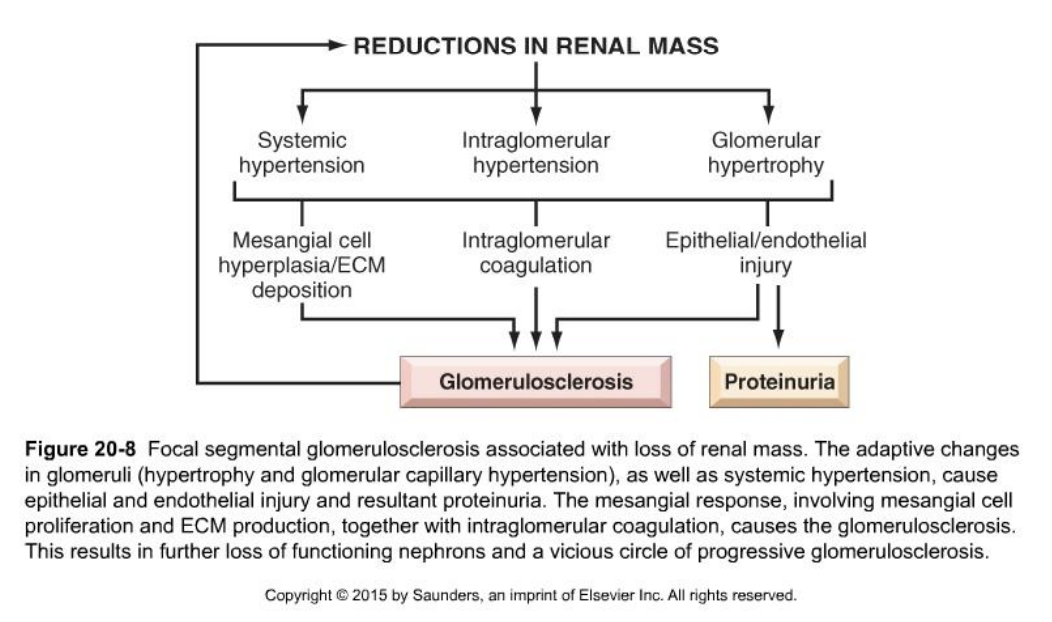 REDUCTIONS IN RENAL MASS
Systemic
hypertension
Intraglomerular
hypertension
Glomerular
hypertrophy
Mesangial cell
hyperplasia/ECM
deposition
Intraglomerular
coagulation
Epithelial/endothelial
injury
Glomerulosclerosis
Proteinuria
Figure 20-8 Focal segmental glomerulosclerosis associated with loss of renal mass. The adaptive changes
in glomeruli (hypertrophy and glomerular capillary hypertension), as well as systemic hypertension, cause
epithelial and endothelial injury and resultant proteinuria. The mesangial response, involving mesangial cell
proliferation and ECM production, together with intraglomerular coagulation, causes the glomerulosclerosis.
This results in further loss of functioning nephrons and a vicious circle of progressive glomerulosclerosis.
Copyright © 2015 by Saunders, an imprint of Elsevier Inc. All rights reserved.